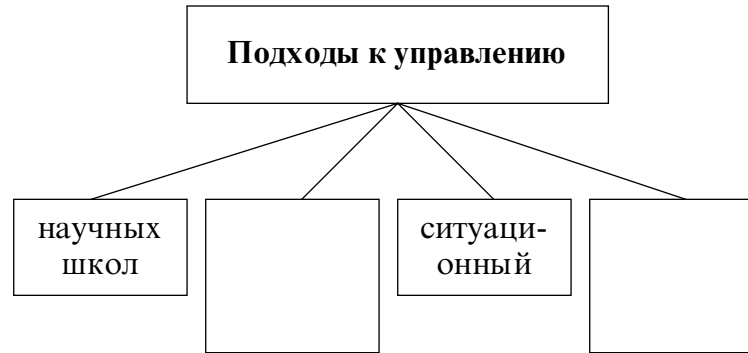 Подходы к управлению
научных
школ
ситуаци-
онный